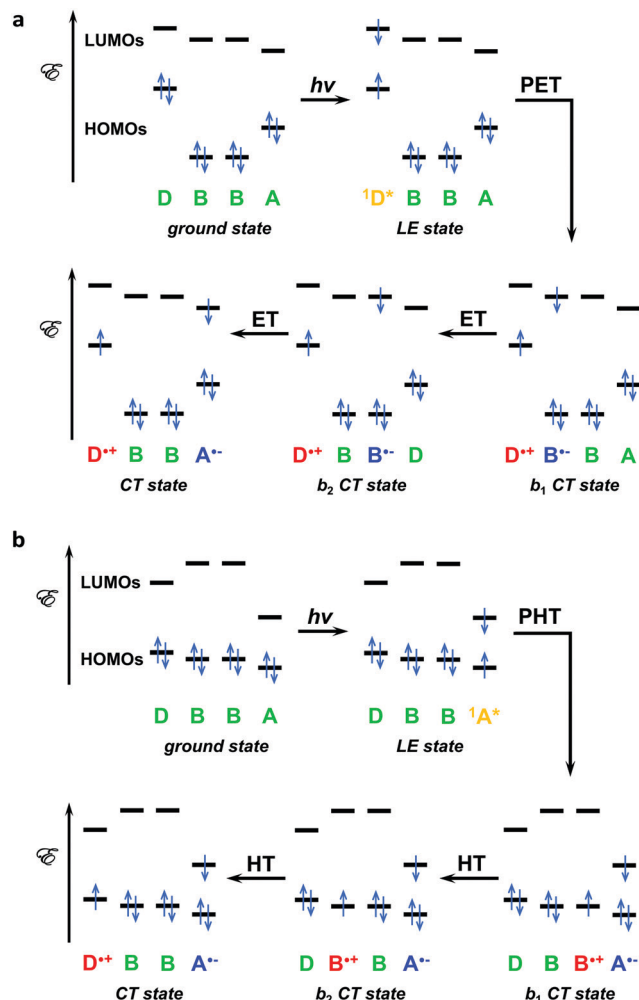 a
ℰ
LUMOs
HOMOs
hν
PET
D B B A
¹D* B B A
ground state
LE state
ℰ
ET
ET
D•+ B B A•-
D•+ B B•- D
D•+ B•- B A
CT state
b₂ CT state
b₁ CT state
b
ℰ
LUMOs
HOMOs
hν
PHT
D B B A
D B B ¹A*
ground state
LE state
ℰ
HT
HT
D•+ B B A•-
D B•+ B A•-
D B B•+ A•-
CT state
b₂ CT state
b₁ CT state